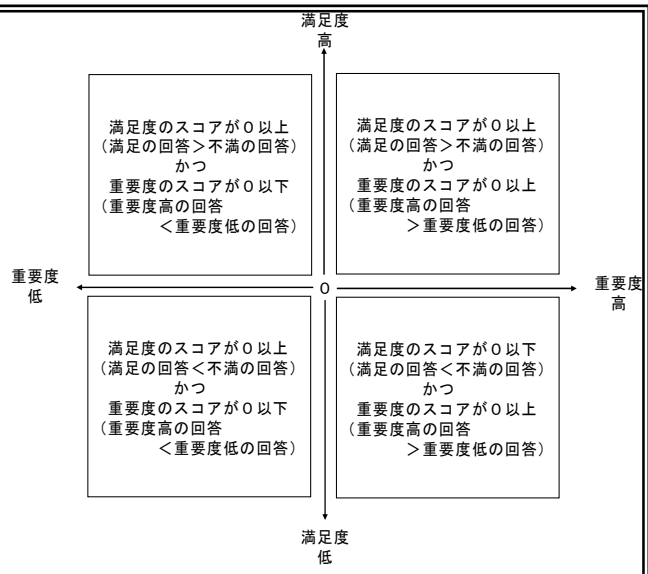 満足度
高
満足度のスコアが０以上
（満足の回答＞不満の回答）
かつ
重要度のスコアが０以下
（重要度高の回答
＜重要度低の回答）
満足度のスコアが０以上
（満足の回答＞不満の回答）
かつ
重要度のスコアが０以上
（重要度高の回答
＞重要度低の回答）
重要度
低
0
重要度
高
満足度のスコアが０以上
（満足の回答＜不満の回答）
かつ
重要度のスコアが０以下
（重要度高の回答
＜重要度低の回答）
満足度のスコアが０以下
（満足の回答＜不満の回答）
かつ
重要度のスコアが０以上
（重要度高の回答
＞重要度低の回答）
満足度
低